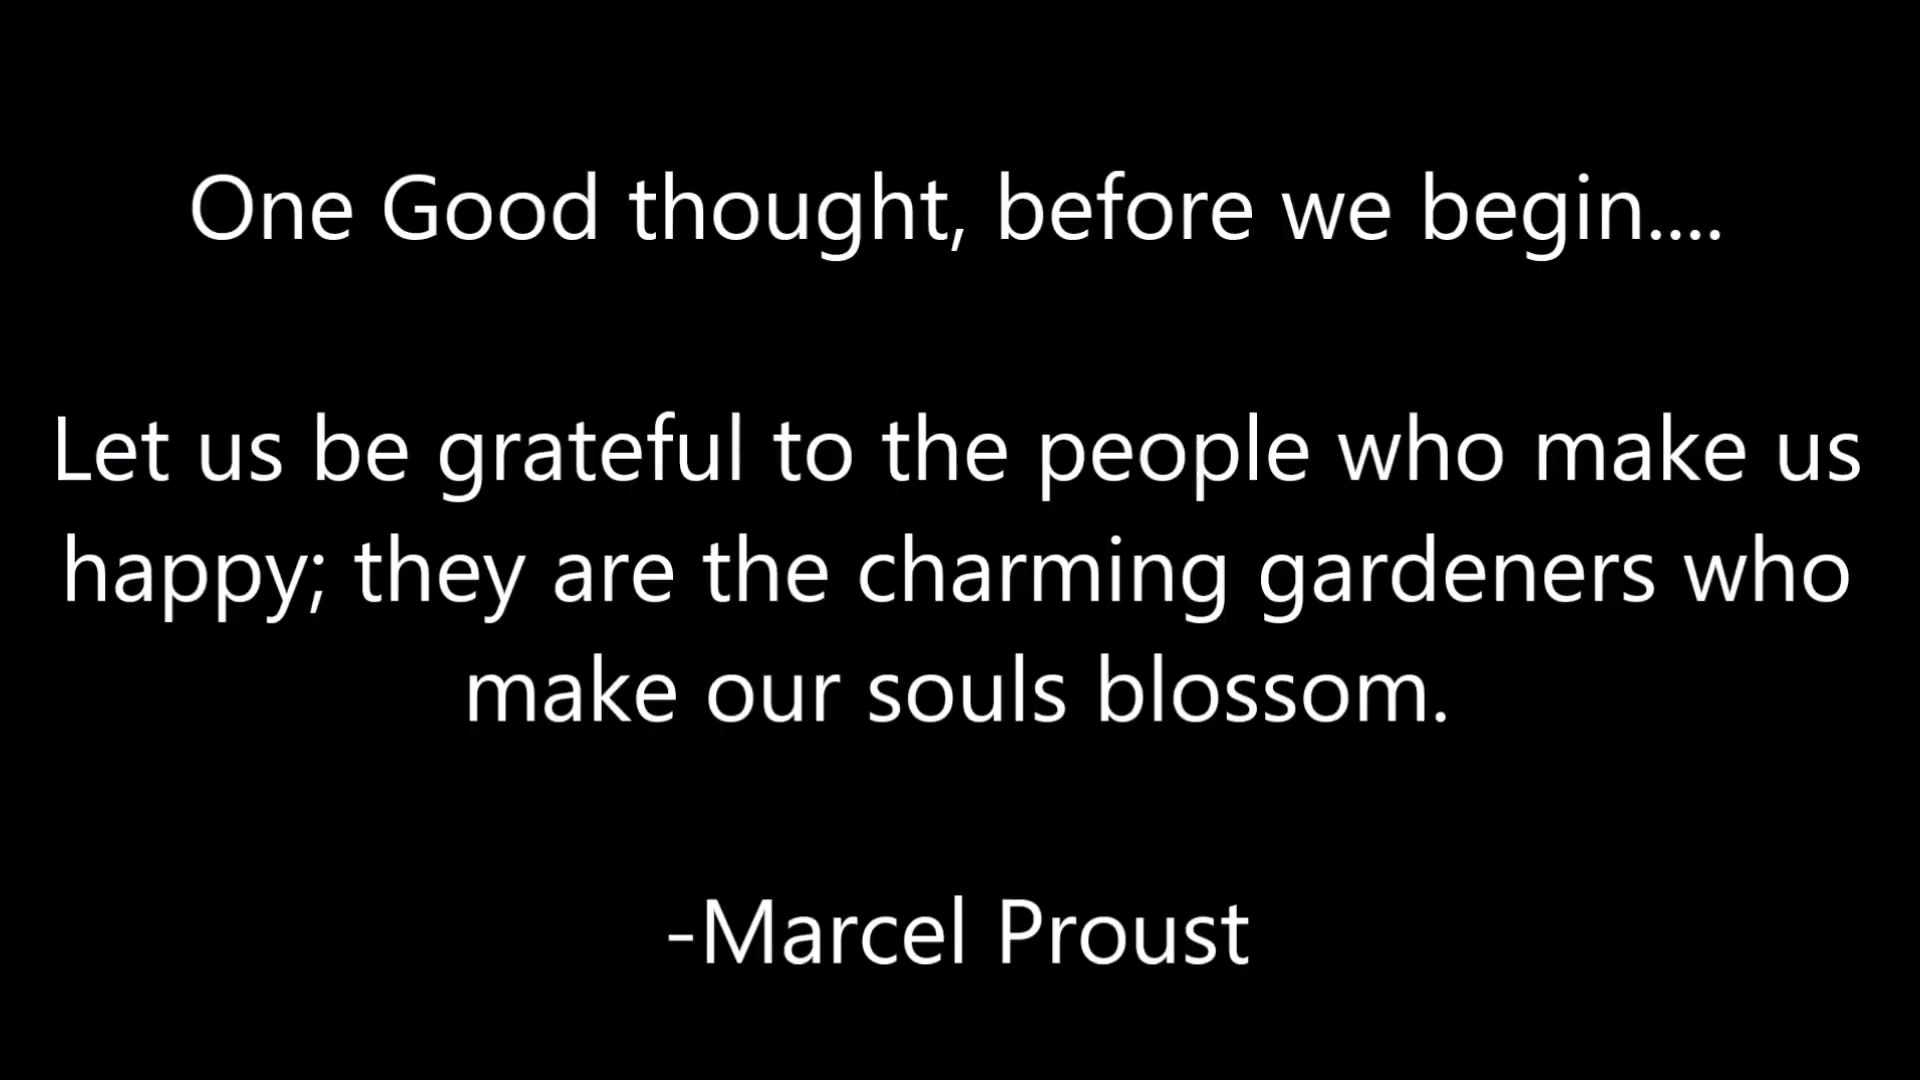 One Good thought, before we begin....
Let us be grateful to the people who make us
happy; they are the charming gardeners who
make our souls blossom.
-Marcel Proust